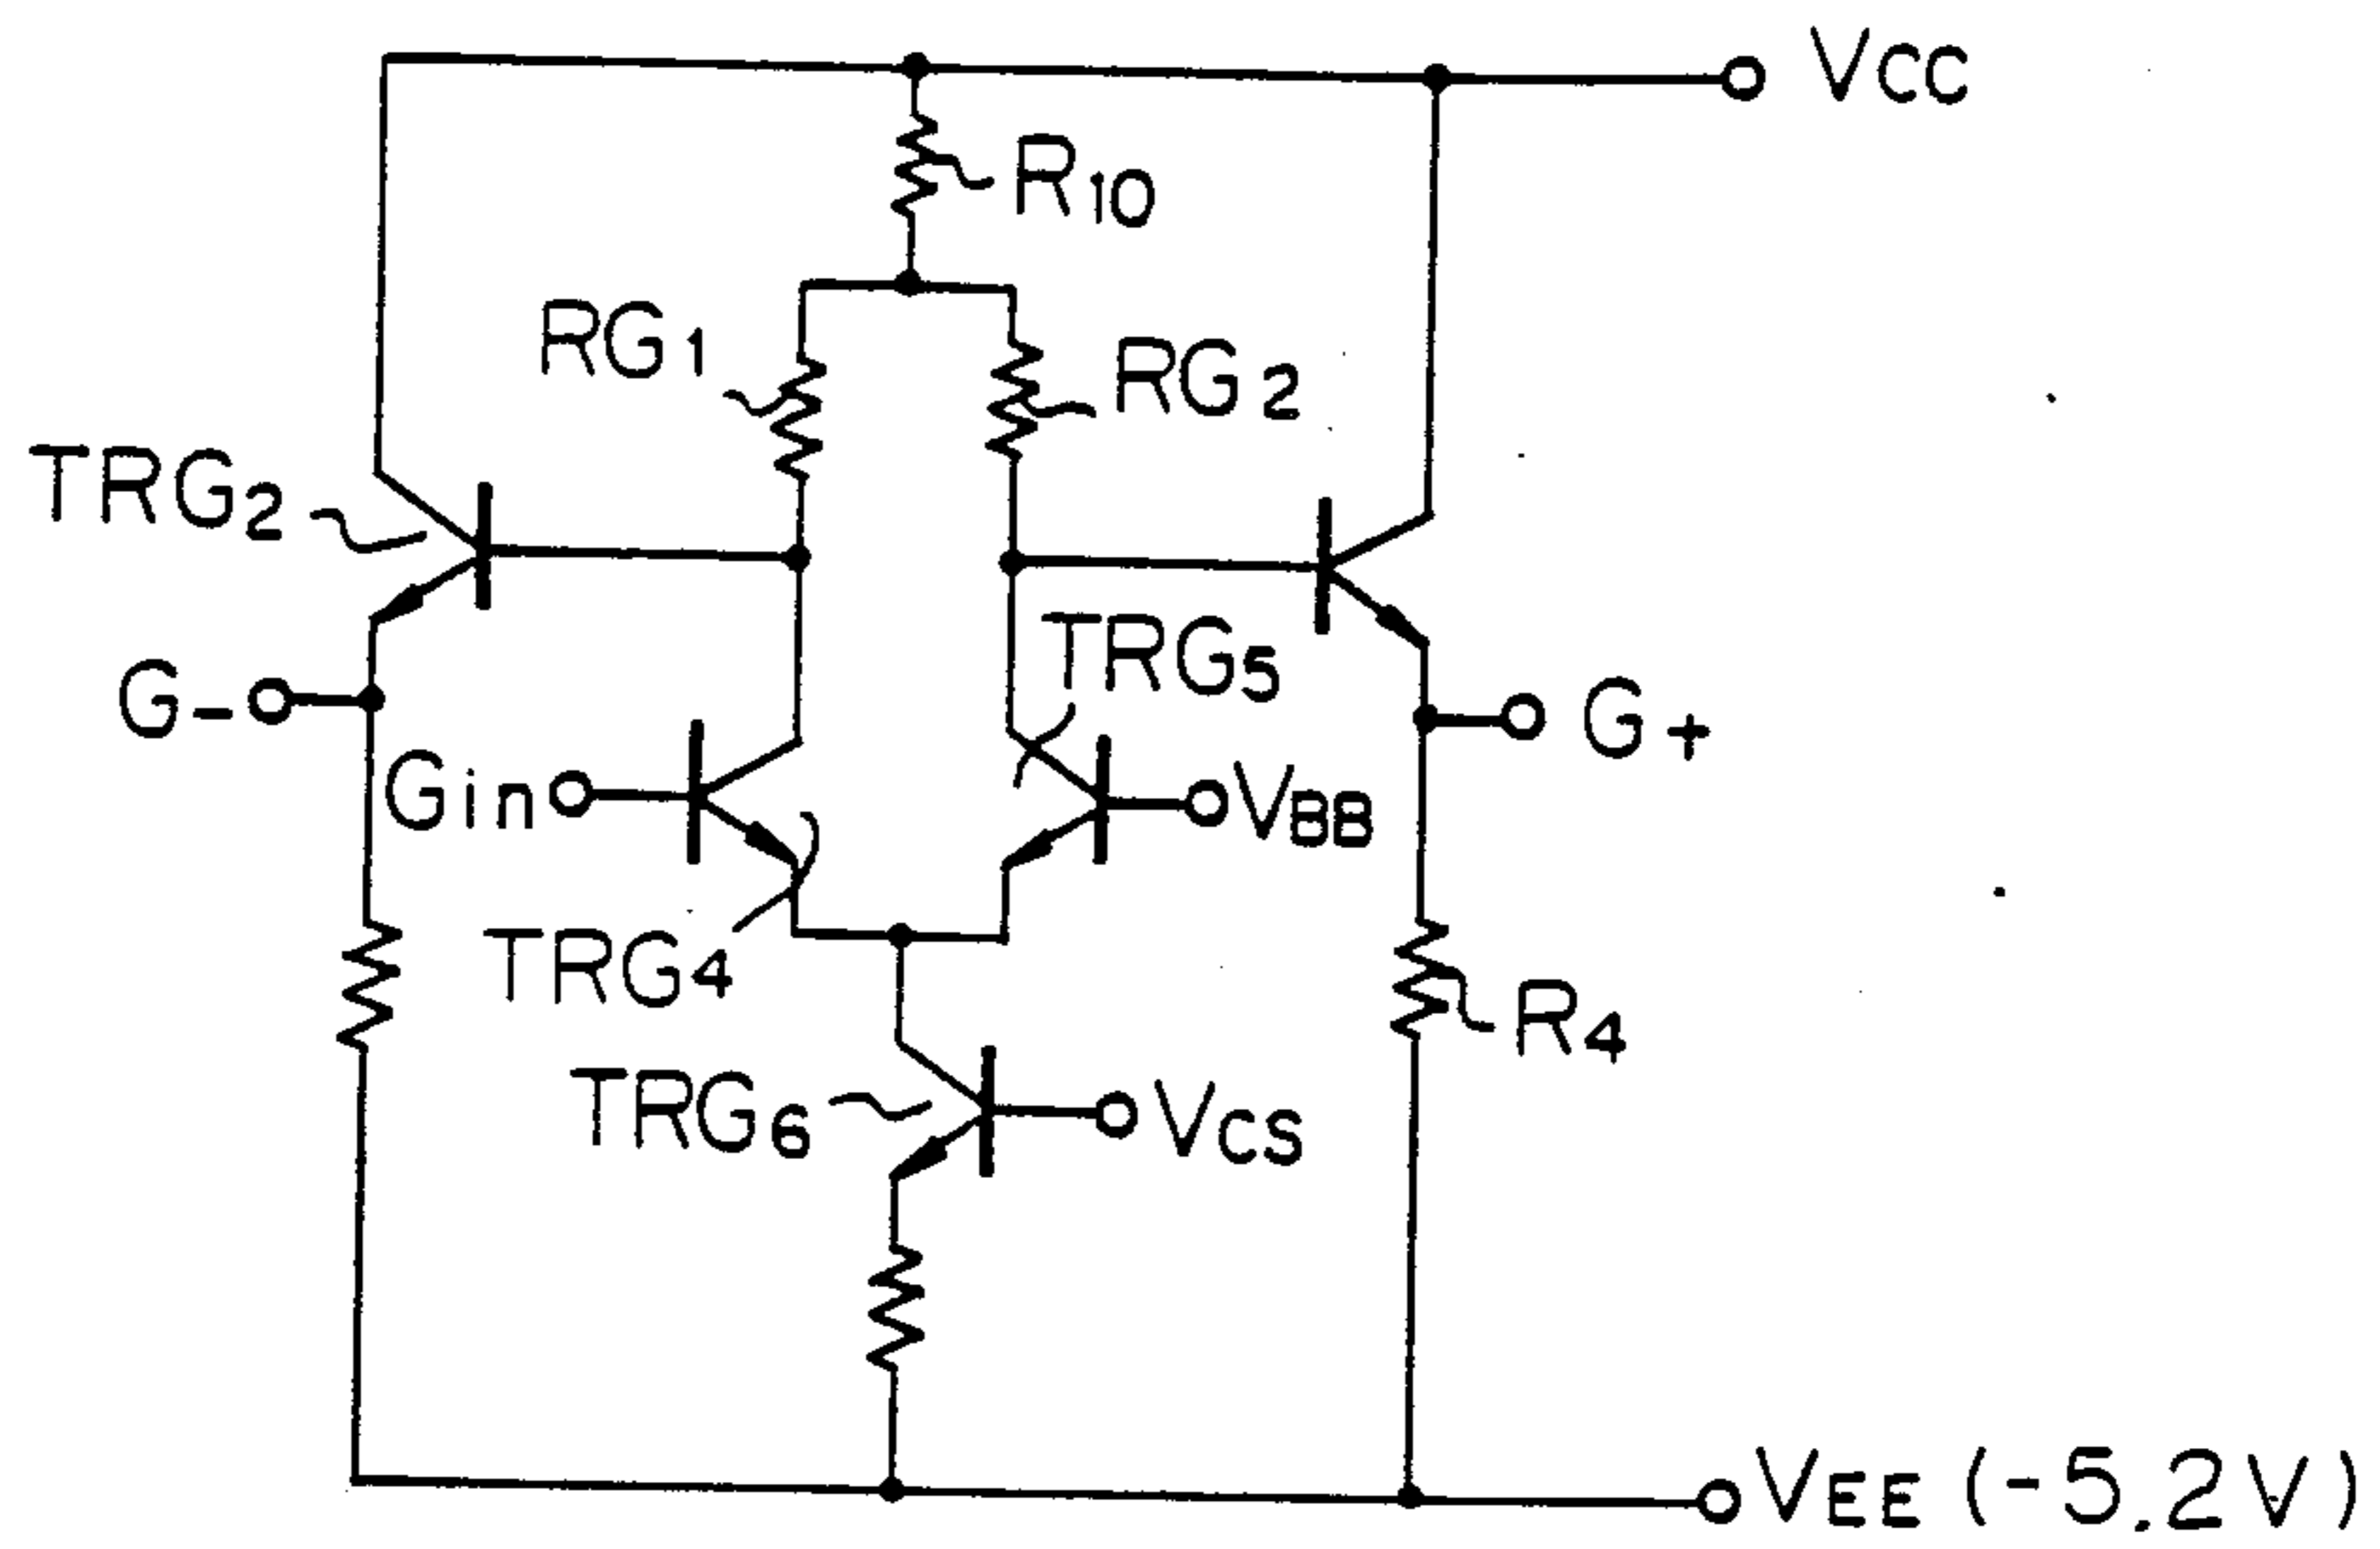 VCC
R10
RG1
RG2
TRG2
TRG5
G-
G+
Gin
VBB
TRG4
R4
TRG6
VCS
VEE (-5.2V)